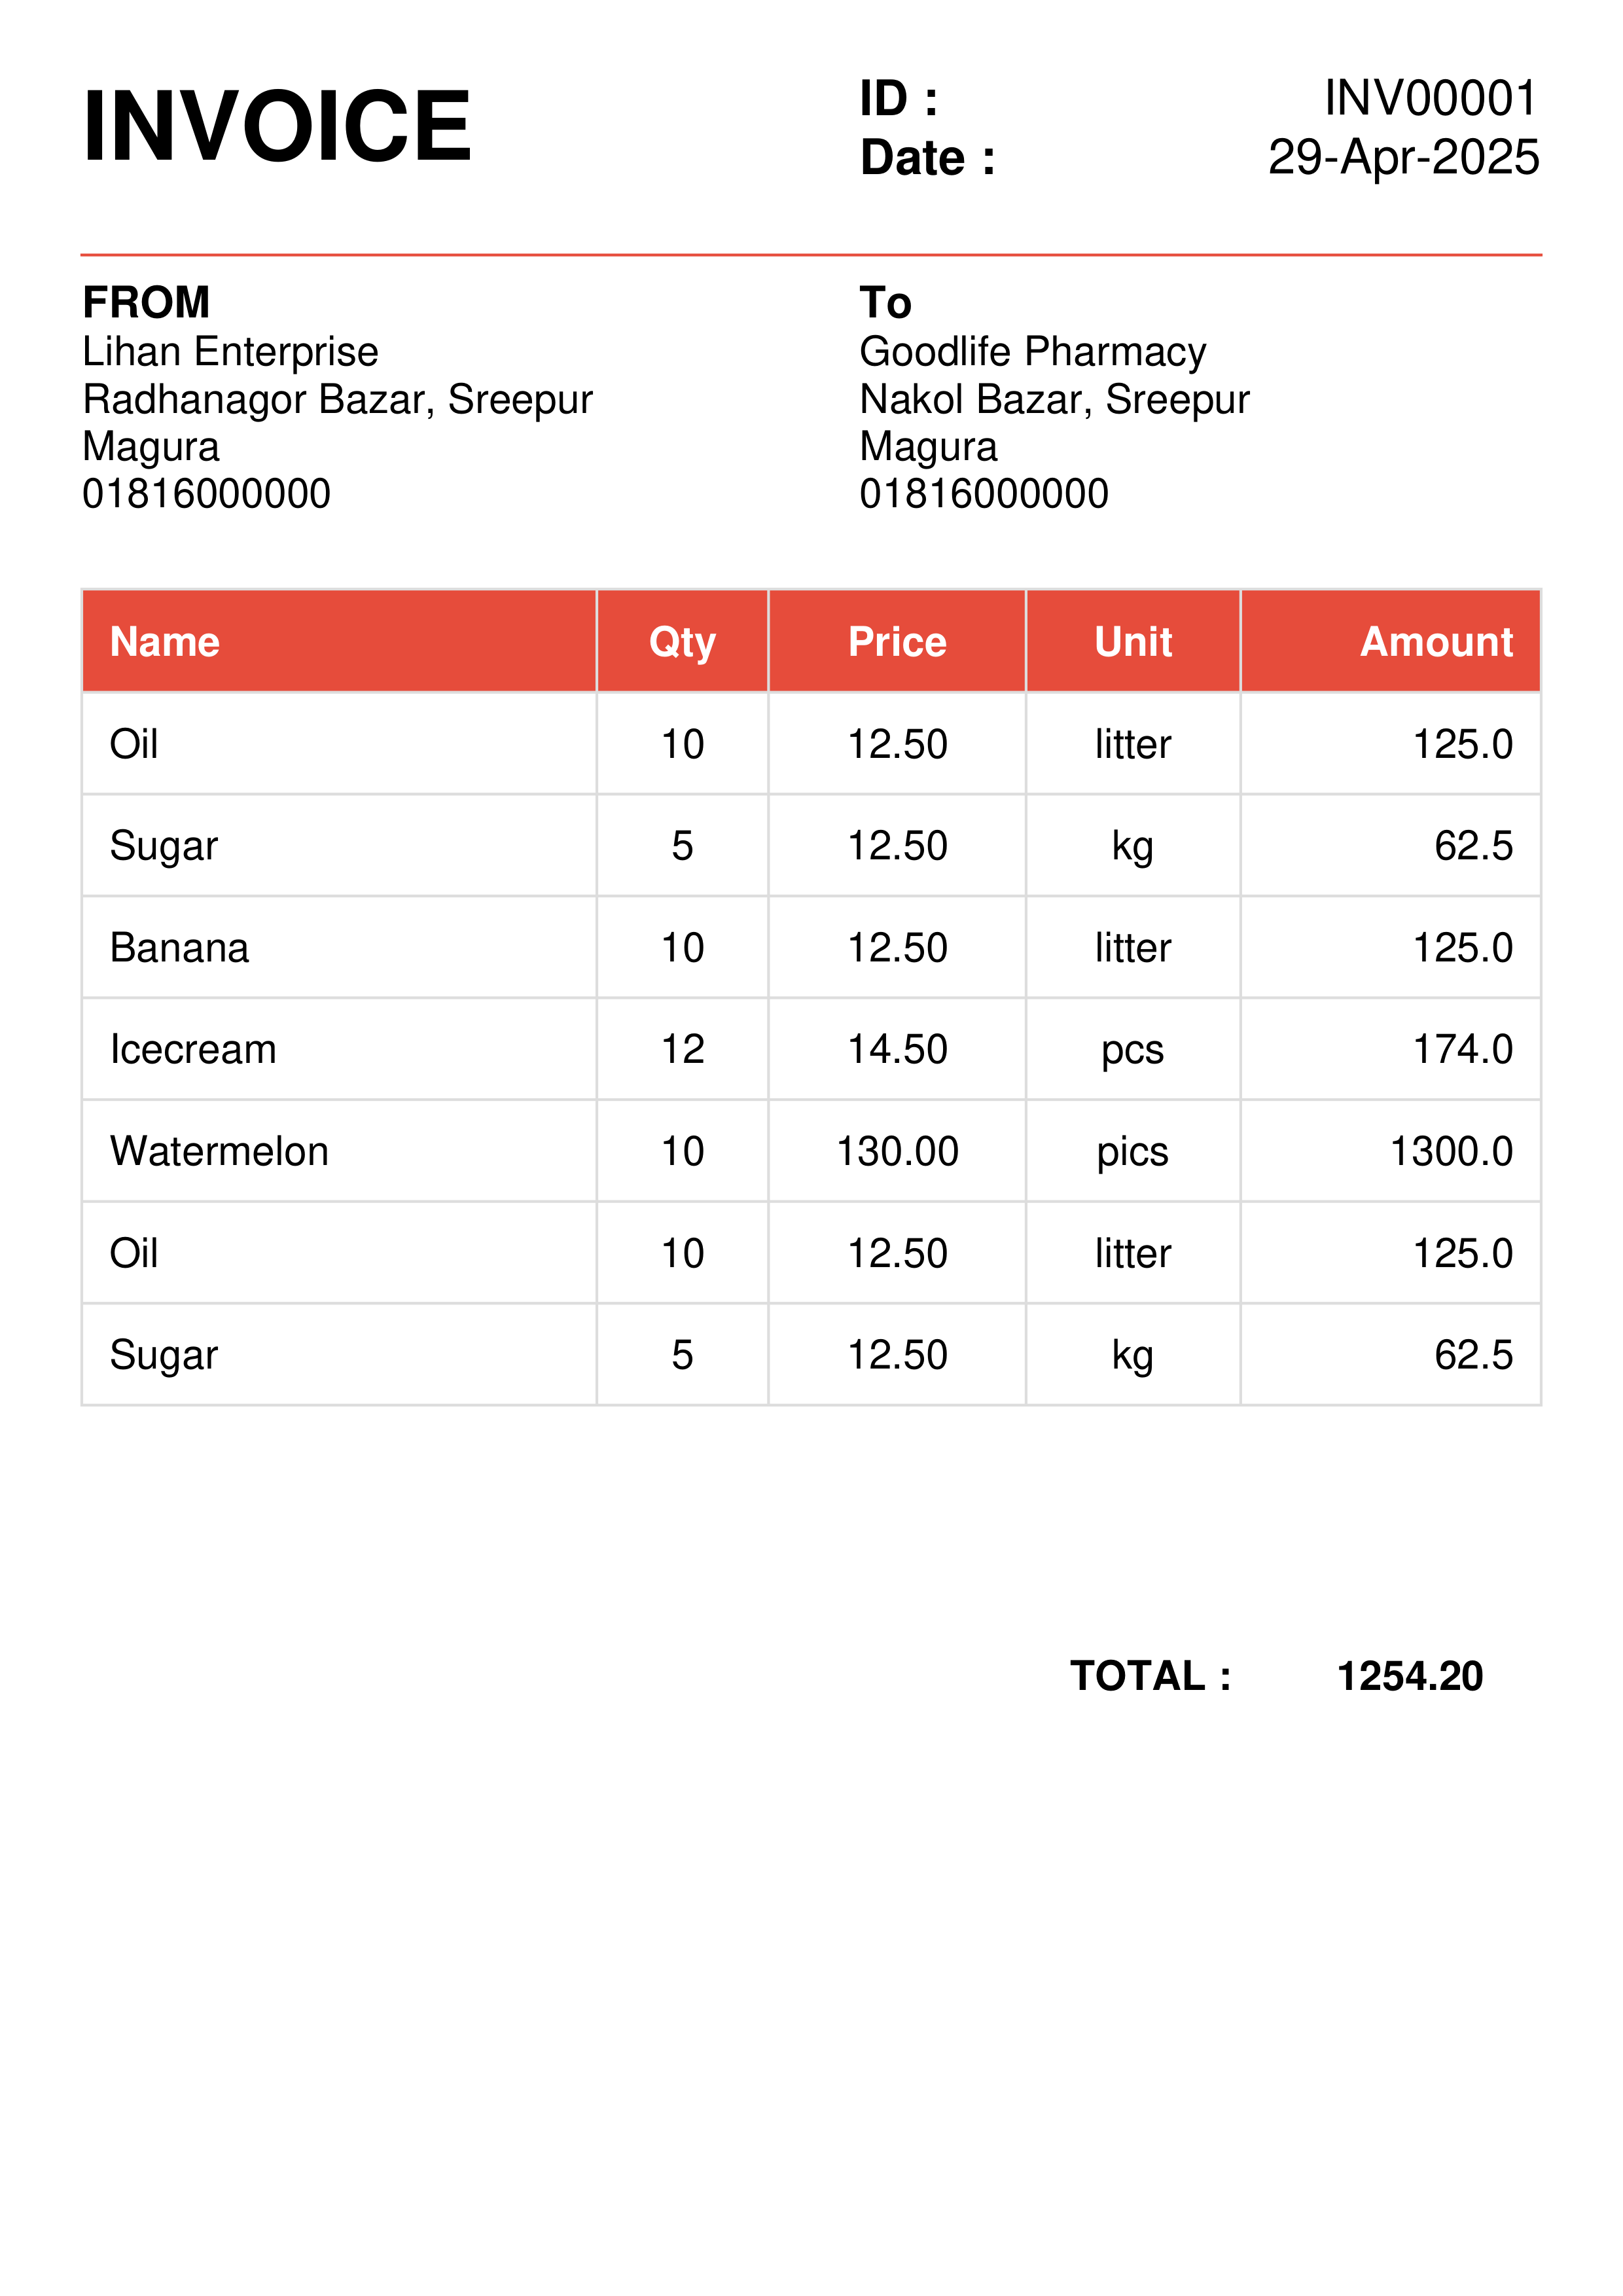 INVOICE
ID : INV00001
Date : 29-Apr-2025
FROM
Lihan Enterprise
Radhanagor Bazar, Sreepur
Magura
01816000000
To
Goodlife Pharmacy
Nakol Bazar, Sreepur
Magura
01816000000
Name Qty Price Unit Amount
Oil 10 12.50 litter 125.0
Sugar 5 12.50 kg 62.5
Banana 10 12.50 litter 125.0
Icecream 12 14.50 pcs 174.0
Watermelon 10 130.00 pics 1300.0
Oil 10 12.50 litter 125.0
Sugar 5 12.50 kg 62.5
TOTAL : 1254.20